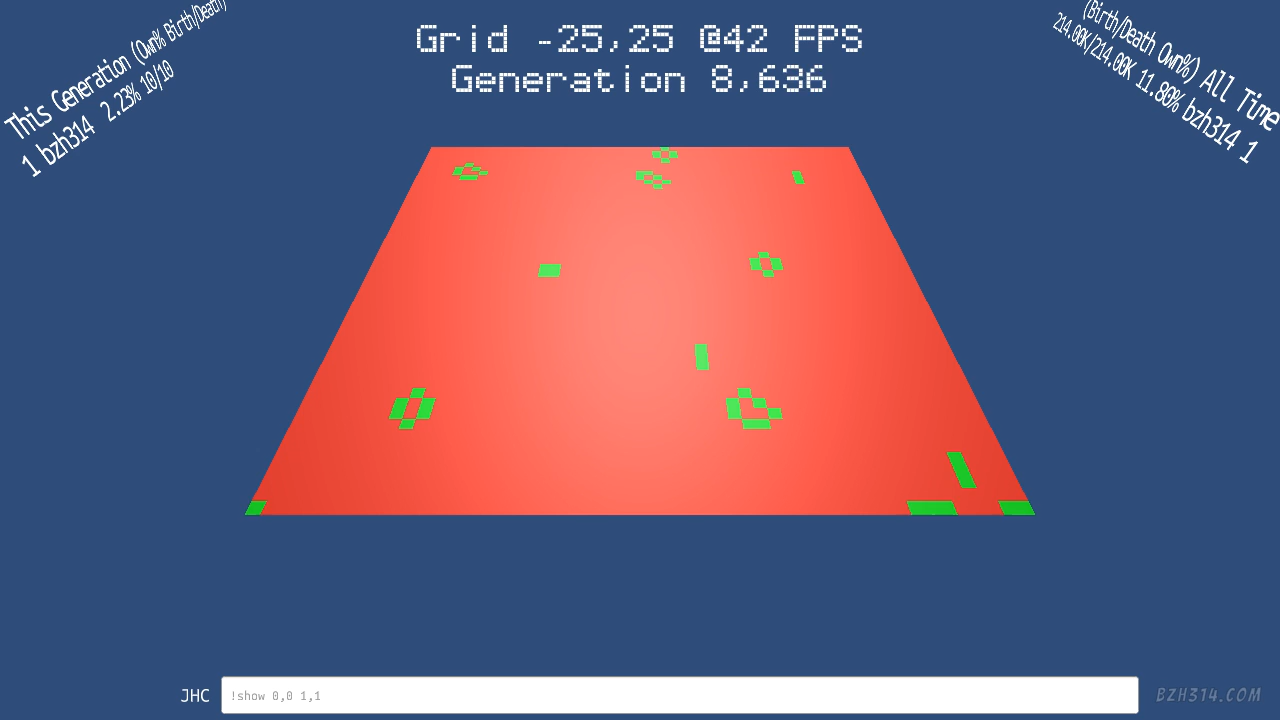 This Generation (Own% Birth/Death)
1 bzh314 2.23% 10/10
Grid -25,25 @42 FPS
Generation 8,636
(Birth/Death Own%) All Time
214.00K/214.00K 11.80% bzh314 1
JHC
!show 0,0 1,1
BZH314.COM